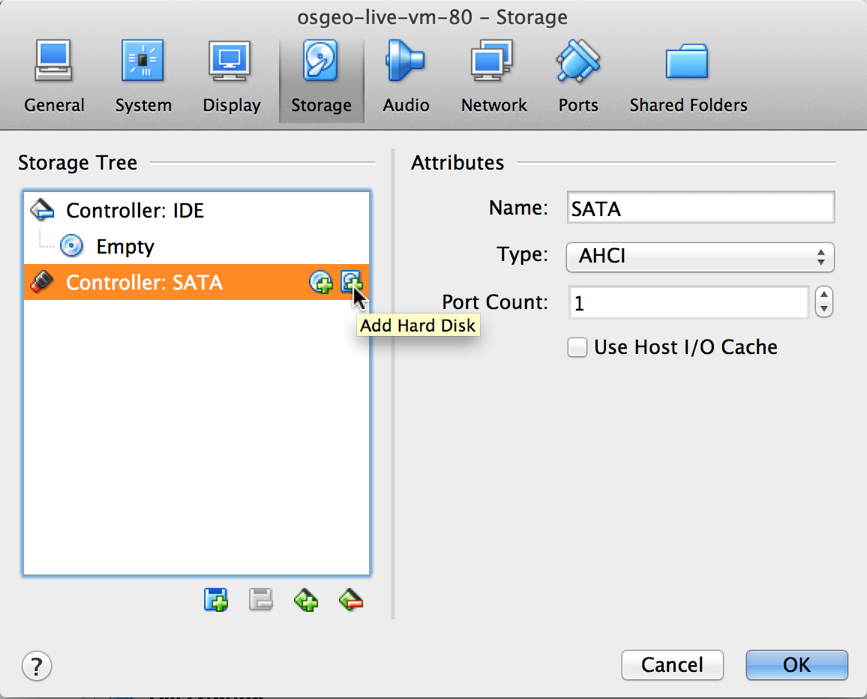 osgeo-live-vm-80 – Storage
General System Display Storage Audio Network Ports Shared Folders
Storage Tree
Controller: IDE
Empty
Controller: SATA
Add Hard Disk
Attributes
Name: SATA
Type: AHCI
Port Count: 1
Use Host I/O Cache
? Cancel OK